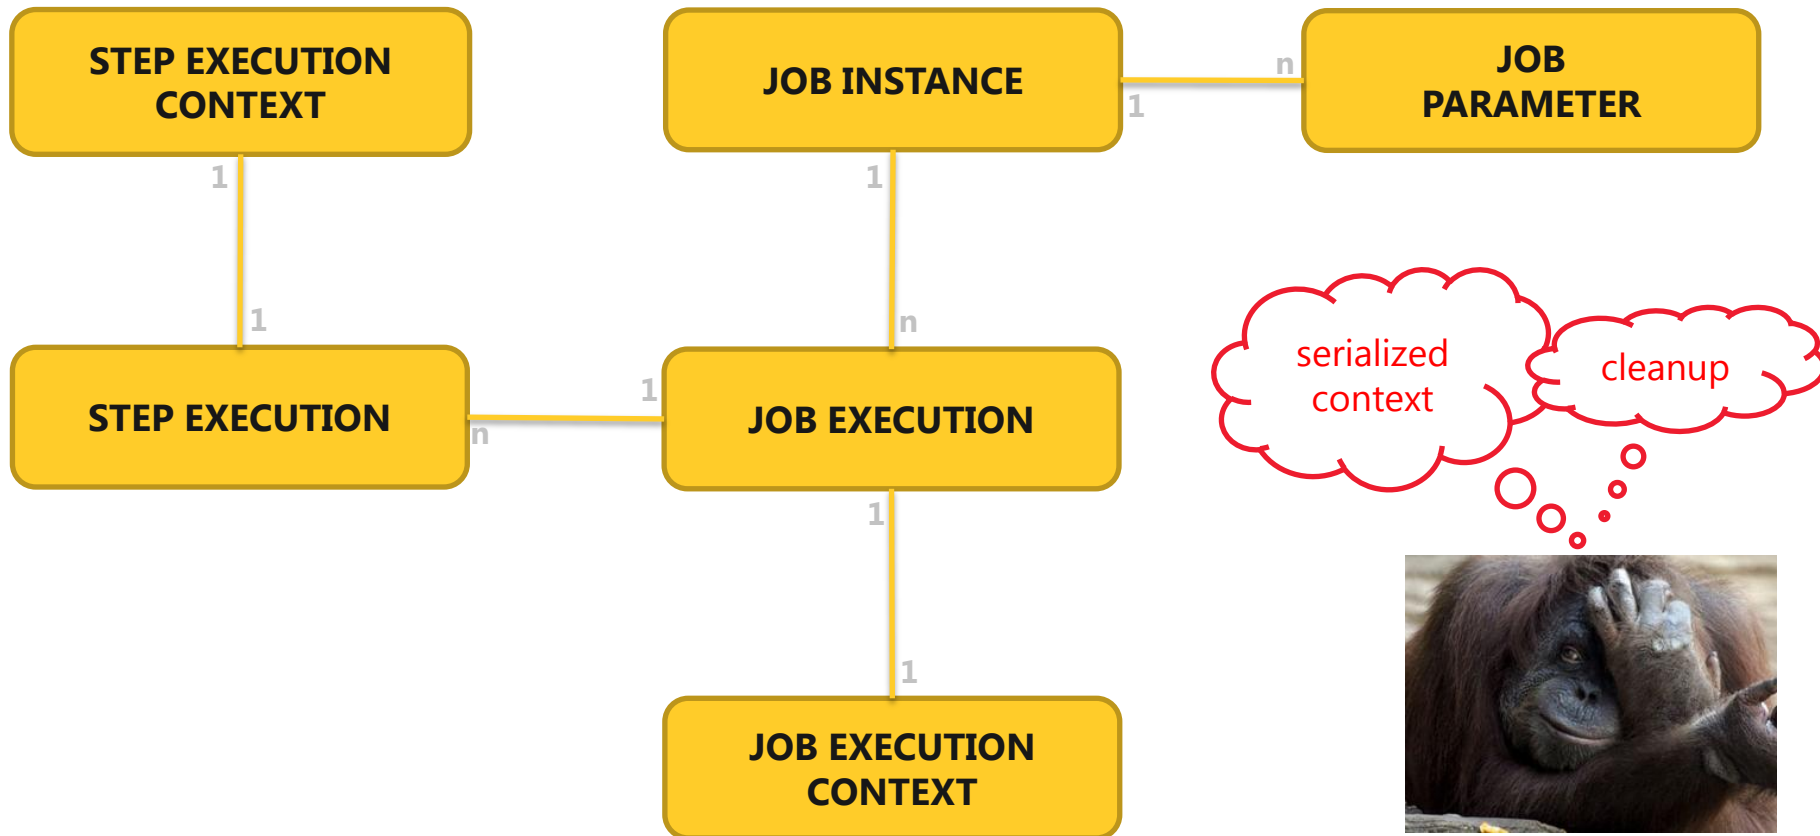 STEP EXECUTION
CONTEXT
JOB INSTANCE
JOB
PARAMETER
n
1
1
1
1
n
serialized
context
cleanup
STEP EXECUTION
1
n
JOB EXECUTION
1
1
JOB EXECUTION
CONTEXT